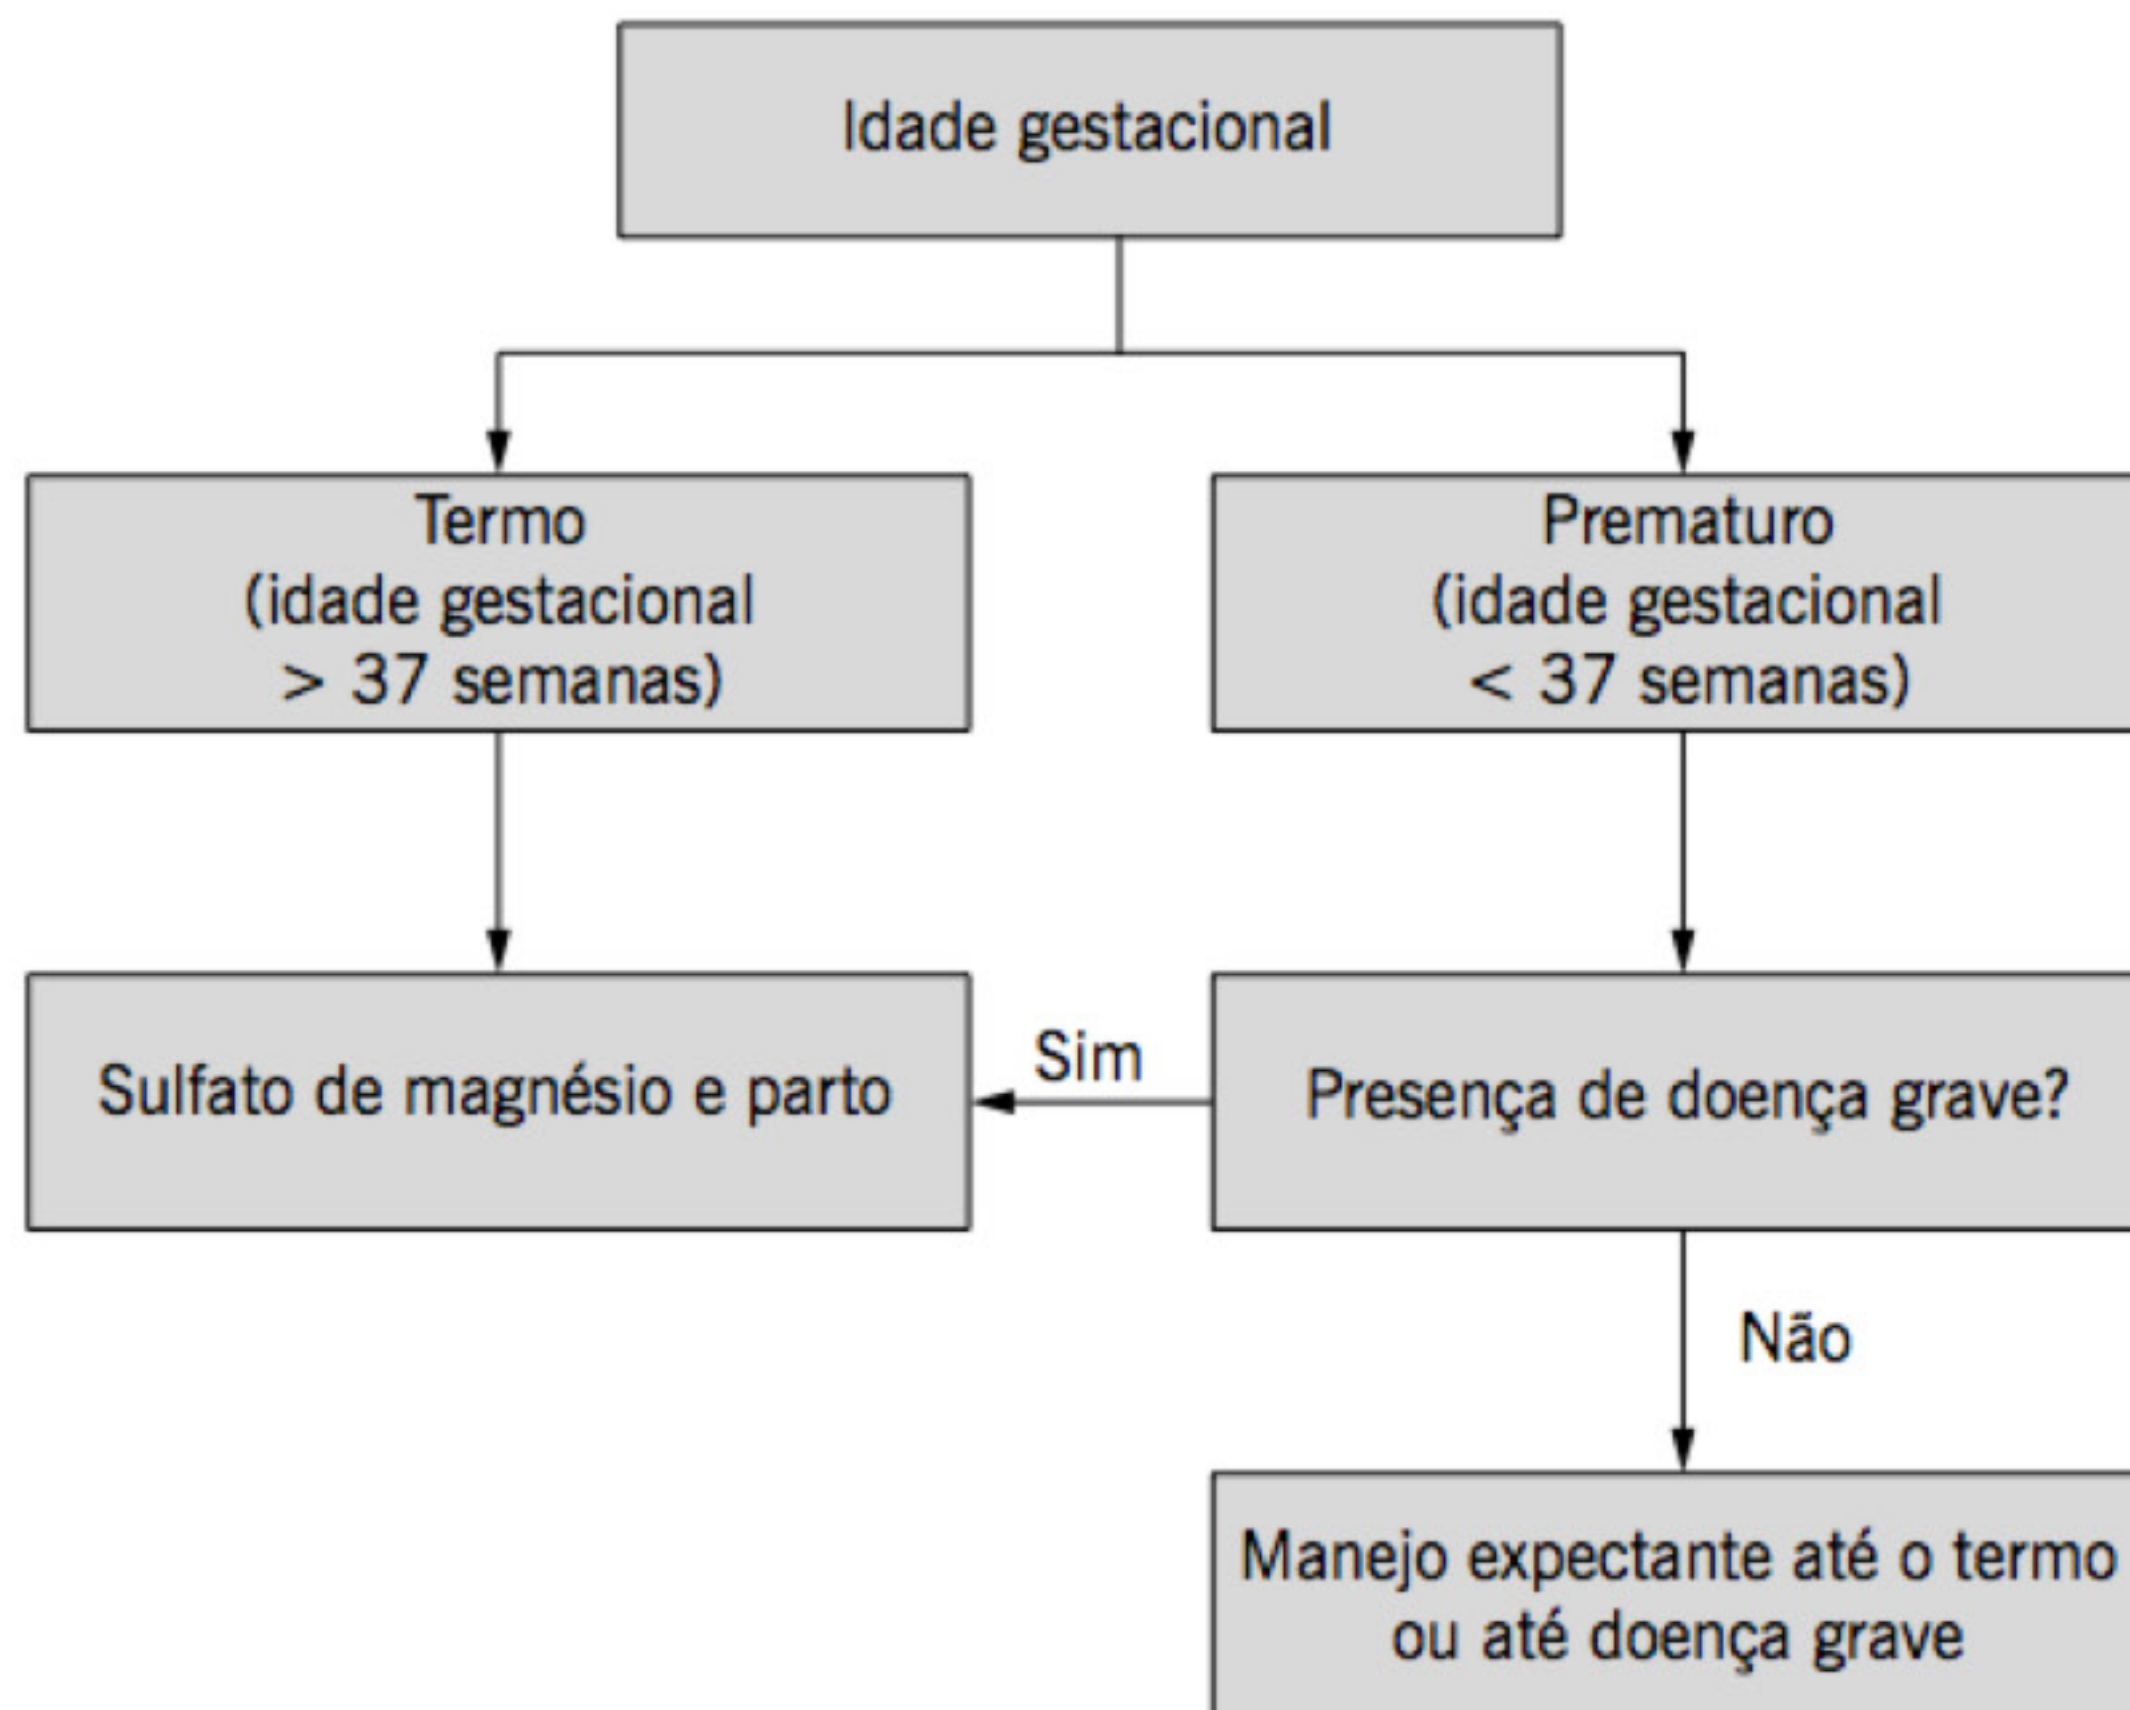 Idade gestacional
Termo
(idade gestacional
> 37 semanas)
Prematuro
(idade gestacional
< 37 semanas)
Sulfato de magnésio e parto
Sim
Presença de doença grave?
Não
Manejo expectante até o termo
ou até doença grave